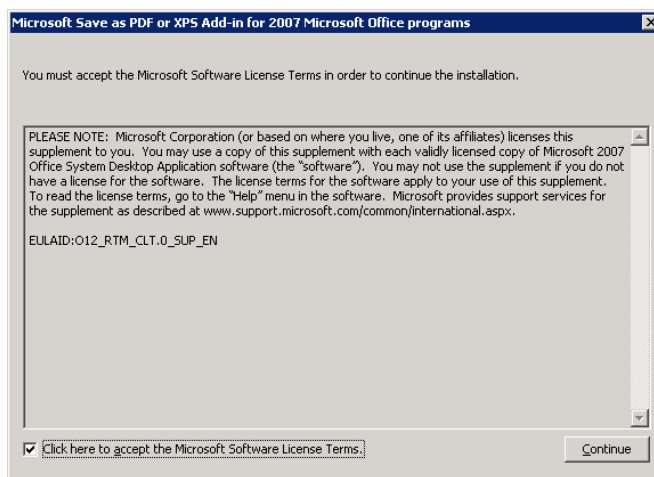 Microsoft Save as PDF or XPS Add-in for 2007 Microsoft Office programs
You must accept the Microsoft Software License Terms in order to continue the installation.
PLEASE NOTE:  Microsoft Corporation (or based on where you live, one of its affiliates) licenses this
supplement to you.  You may use a copy of this supplement with each validly licensed copy of Microsoft 2007
Office System Desktop Application software (the “software”).  You may not use the supplement if you do not
have a license for the software.  The license terms for the software apply to your use of this supplement.
To read the license terms, go to the “Help” menu in the software.  Microsoft provides support services for
the supplement as described at www.support.microsoft.com/common/international.aspx.
EULAID:O12_RTM_CLT.0_SUP_EN
Click here to accept the Microsoft Software License Terms.
Continue